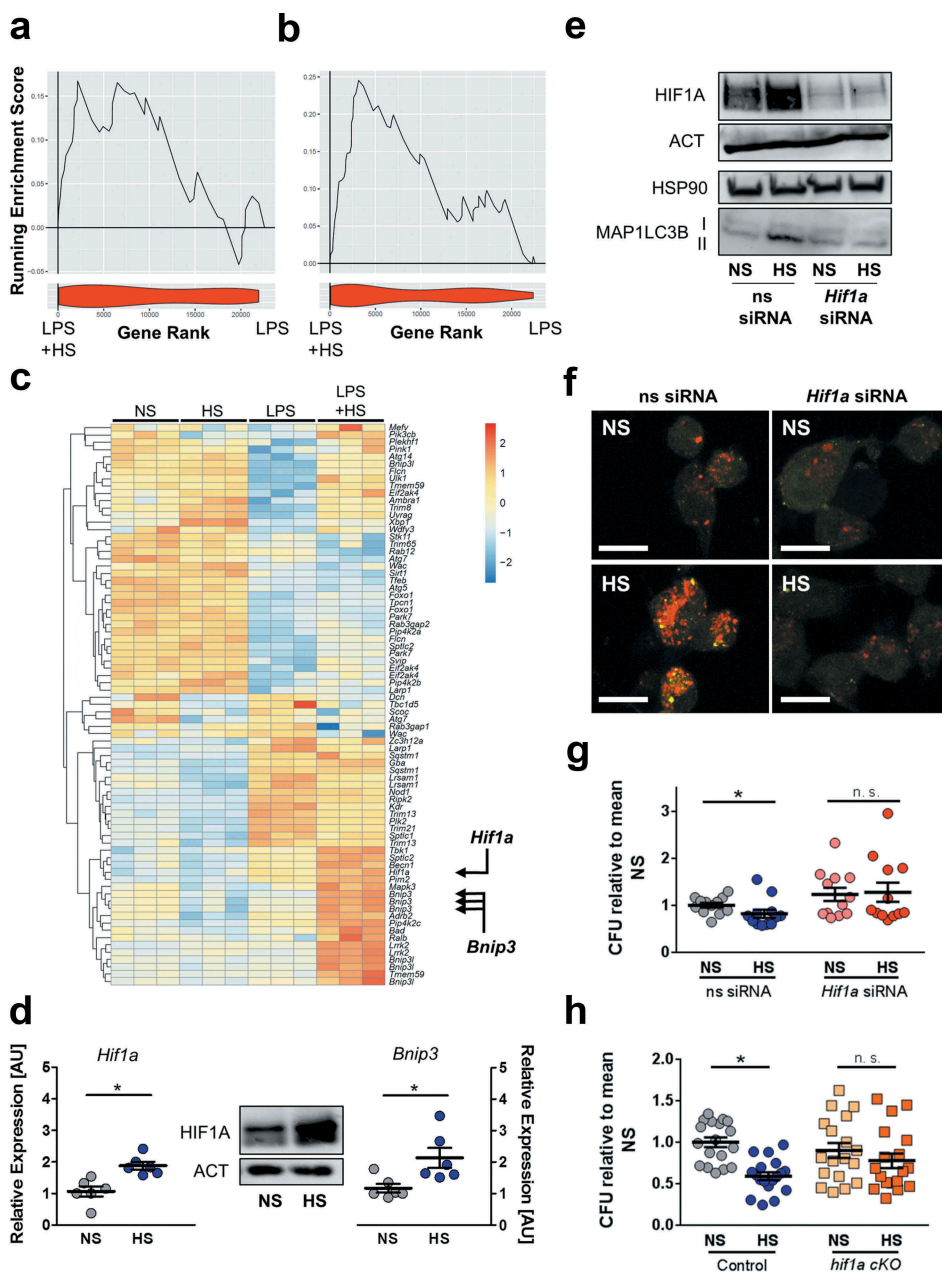 a
b
Running Enrichment Score
0.15
0.10
0.05
0.00
−0.05
0
5000
10000
15000
20000
LPS
+HS
Gene Rank
LPS
0.25
0.20
0.15
0.10
0.05
0.00
0
5000
10000
15000
20000
LPS
+HS
Gene Rank
LPS
c
NS
HS
LPS
LPS
+HS
Mefv
Pik3cb
Plekhf1
Pink1
Atg14
Bnip3l
Flcn
Ulk1
Tmem59
Eif2ak4
Ambra1
Trim8
Uvrag
Xbp1
Wdfy3
Stk11
Trim65
Rab12
Atg7
Wac
Sirt1
Tfeb
Atg5
Foxo1
Tpcn1
Foxo1
Park7
Rab3gap2
Pip4k2a
Flcn
Sptlc2
Park7
Svip
Eif2ak4
Eif2ak4
Pip4k2b
Larp1
Dcn
Tbc1d5
Scoc
Atg7
Rab3gap1
Wac
Zc3h12a
Larp1
Sqstm1
Gba
Sqstm1
Lrsam1
Lrsam1
Nod1
Ripk2
Kdr
Trim13
Plk2
Trim21
Sptlc1
Trim13
Tbk1
Sptlc2
Becn1
Hif1a
Pim2
Mapk3
Bnip3
Bnip3
Bnip3
Adrb2
Pip4k2c
Bad
Ralb
Lrrk2
Lrrk2
Bnip3l
Bnip3l
Tmem59
Bnip3l
2
1
0
−1
−2
Hif1a
Bnip3
d
Hif1a
Relative Expression [AU]
5
4
3
2
1
0
*
NS
HS
HIF1A
ACT
NS
HS
Bnip3
*
NS
HS
5
4
3
2
1
0
Relative Expression [AU]
e
HIF1A
ACT
HSP90
MAP1LC3B
I
II
NS
HS
NS
HS
ns
siRNA
Hif1a
siRNA
f
ns siRNA
Hif1a siRNA
NS
NS
HS
HS
g
CFU relative to mean
NS
3
2
1
0
*
n. s.
NS
HS
NS
HS
ns siRNA
Hif1a siRNA
h
CFU relative to mean
NS
2.0
1.5
1.0
0.5
0.0
*
n. s.
NS
HS
NS
HS
Control
hif1a cKO